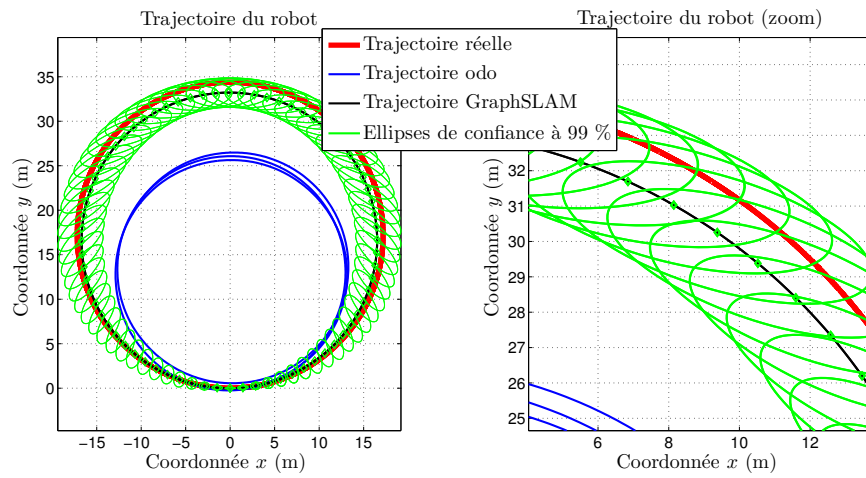 Trajectoire du robot
Trajectoire du robot (zoom)
Trajectoire réelle
Trajectoire odo
Trajectoire GraphSLAM
Ellipses de confiance à 99 %
Coordonnée y (m)
35
30
25
20
15
10
5
0
−15 −10 −5 0 5 10 15
Coordonnée x (m)
Coordonnée y (m)
32
31
30
29
28
27
26
25
6 8 10 12
Coordonnée x (m)